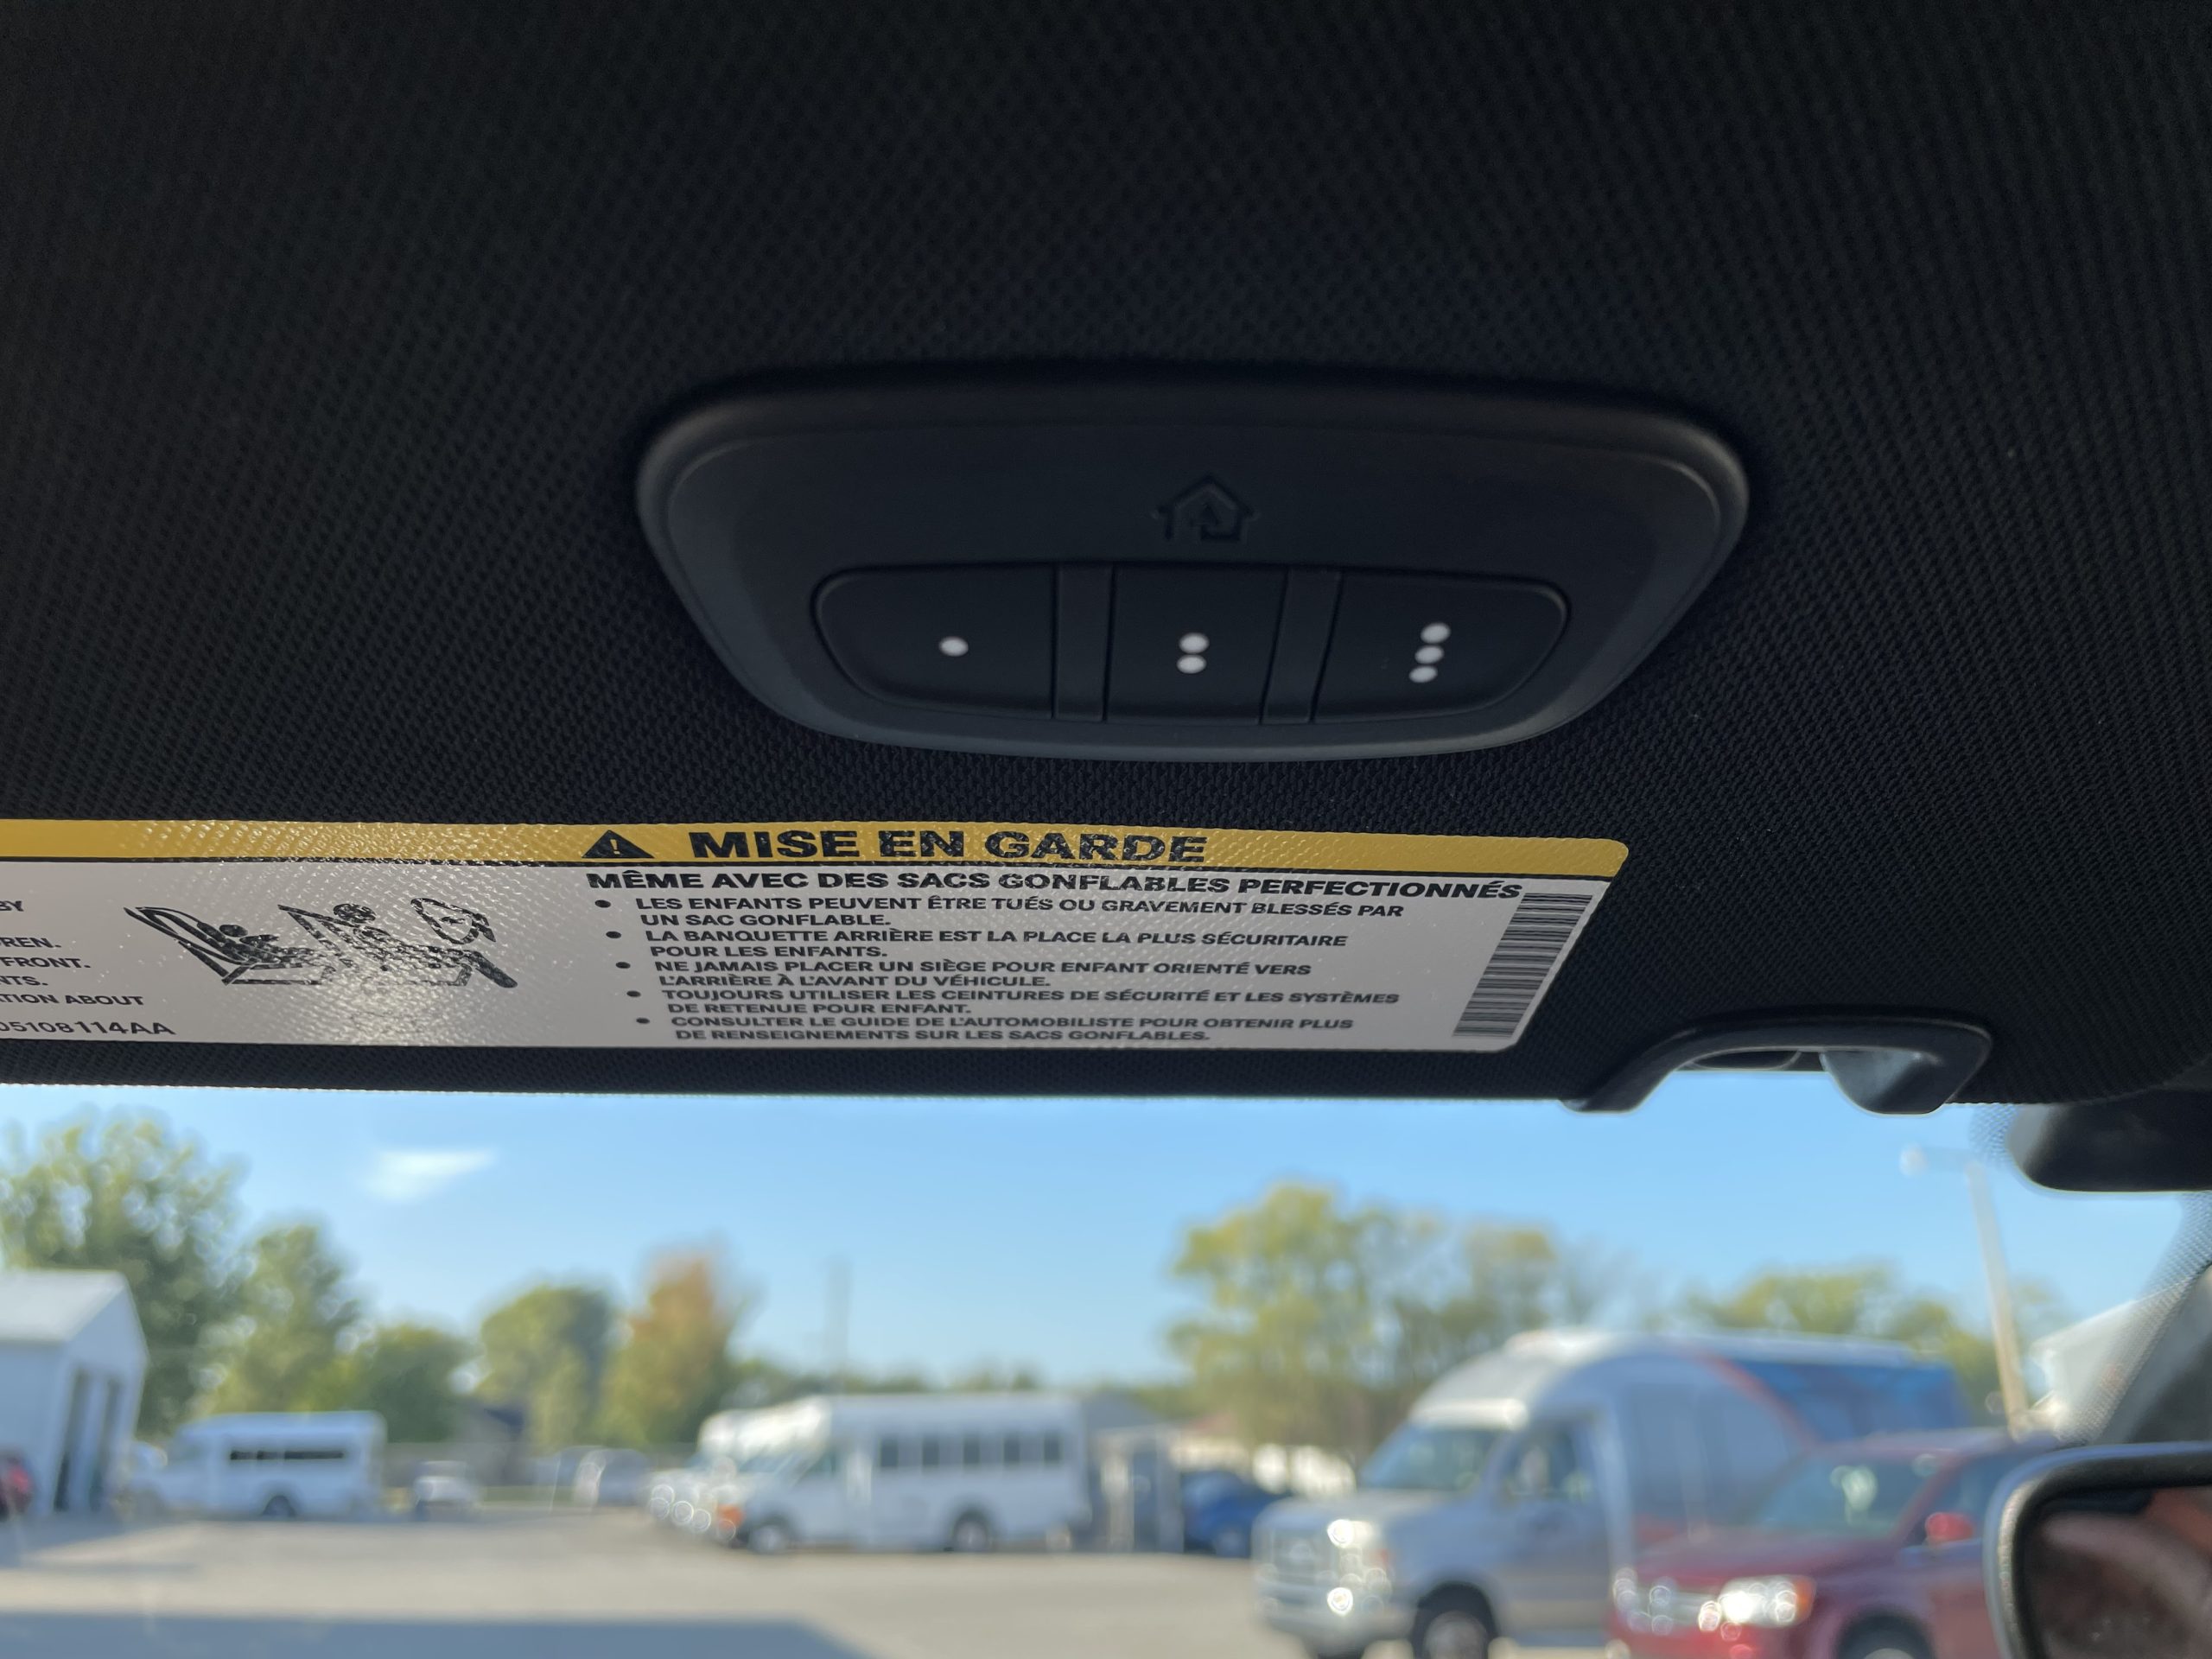 MISE EN GARDE
MÊME AVEC DES SACS GONFLABLES PERFECTIONNÉS
• LES ENFANTS PEUVENT ÊTRE TUÉS OU GRAVEMENT BLESSÉS PAR
UN SAC GONFLABLE.
• LA BANQUETTE ARRIÈRE EST LA PLACE LA PLUS SÉCURITAIRE
POUR LES ENFANTS.
• NE JAMAIS PLACER UN SIÈGE POUR ENFANT ORIENTÉ VERS
L'ARRIÈRE À L'AVANT DU VÉHICULE.
• TOUJOURS UTILISER LES CEINTURES DE SÉCURITÉ ET LES SYSTÈMES
DE RETENUE POUR ENFANT.
• CONSULTER LE GUIDE DE L'AUTOMOBILISTE POUR OBTENIR PLUS
DE RENSEIGNEMENTS SUR LES SACS GONFLABLES.
BY
REN.
FRONT.
NTS.
TION ABOUT
05108114AA